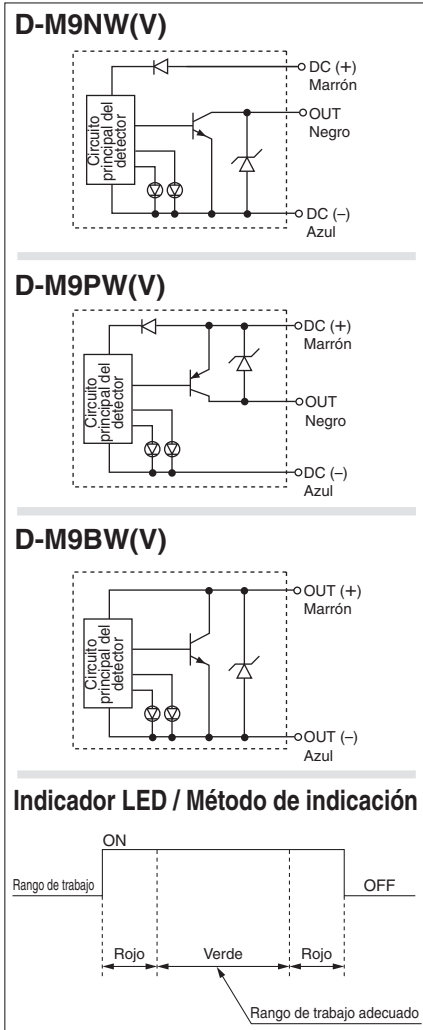 D-M9NW(V)
Circuito
principal del
detector
DC (+)
Marrón
OUT
Negro
DC (–)
Azul
D-M9PW(V)
Circuito
principal del
detector
DC (+)
Marrón
OUT
Negro
DC (–)
Azul
D-M9BW(V)
Circuito
principal del
detector
OUT (+)
Marrón
OUT (–)
Azul
Indicador LED / Método de indicación
ON
Rango de trabajo
OFF
Rojo
Verde
Rojo
Rango de trabajo adecuado